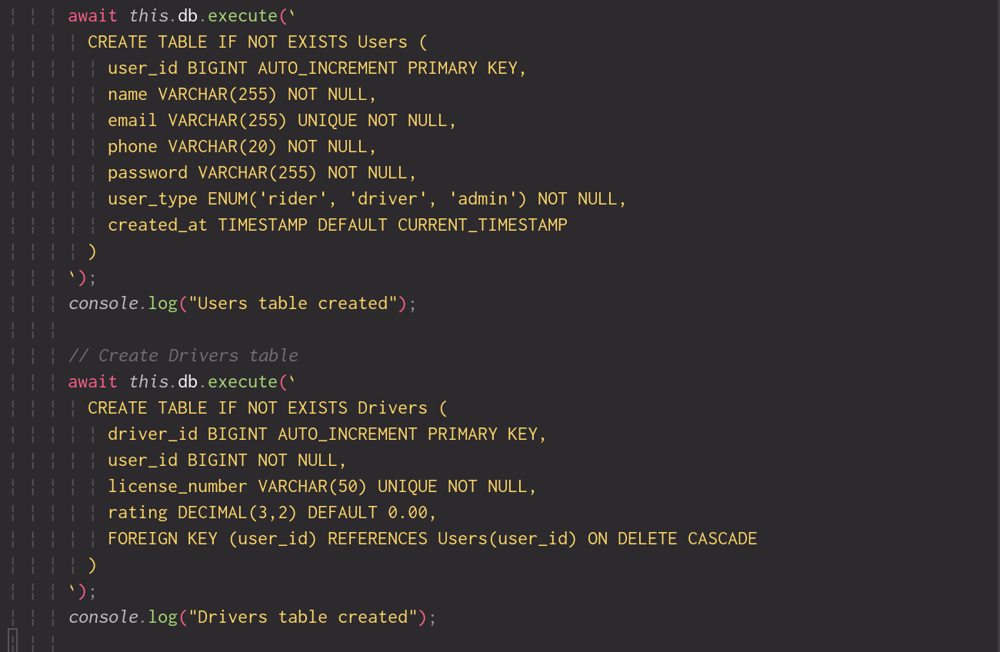 await this.db.execute(`
CREATE TABLE IF NOT EXISTS Users (
user_id BIGINT AUTO_INCREMENT PRIMARY KEY,
name VARCHAR(255) NOT NULL,
email VARCHAR(255) UNIQUE NOT NULL,
phone VARCHAR(20) NOT NULL,
password VARCHAR(255) NOT NULL,
user_type ENUM('rider', 'driver', 'admin') NOT NULL,
created_at TIMESTAMP DEFAULT CURRENT_TIMESTAMP
)
`);
console.log("Users table created");
// Create Drivers table
await this.db.execute(`
CREATE TABLE IF NOT EXISTS Drivers (
driver_id BIGINT AUTO_INCREMENT PRIMARY KEY,
user_id BIGINT NOT NULL,
license_number VARCHAR(50) UNIQUE NOT NULL,
rating DECIMAL(3,2) DEFAULT 0.00,
FOREIGN KEY (user_id) REFERENCES Users(user_id) ON DELETE CASCADE
)
`);
console.log("Drivers table created");